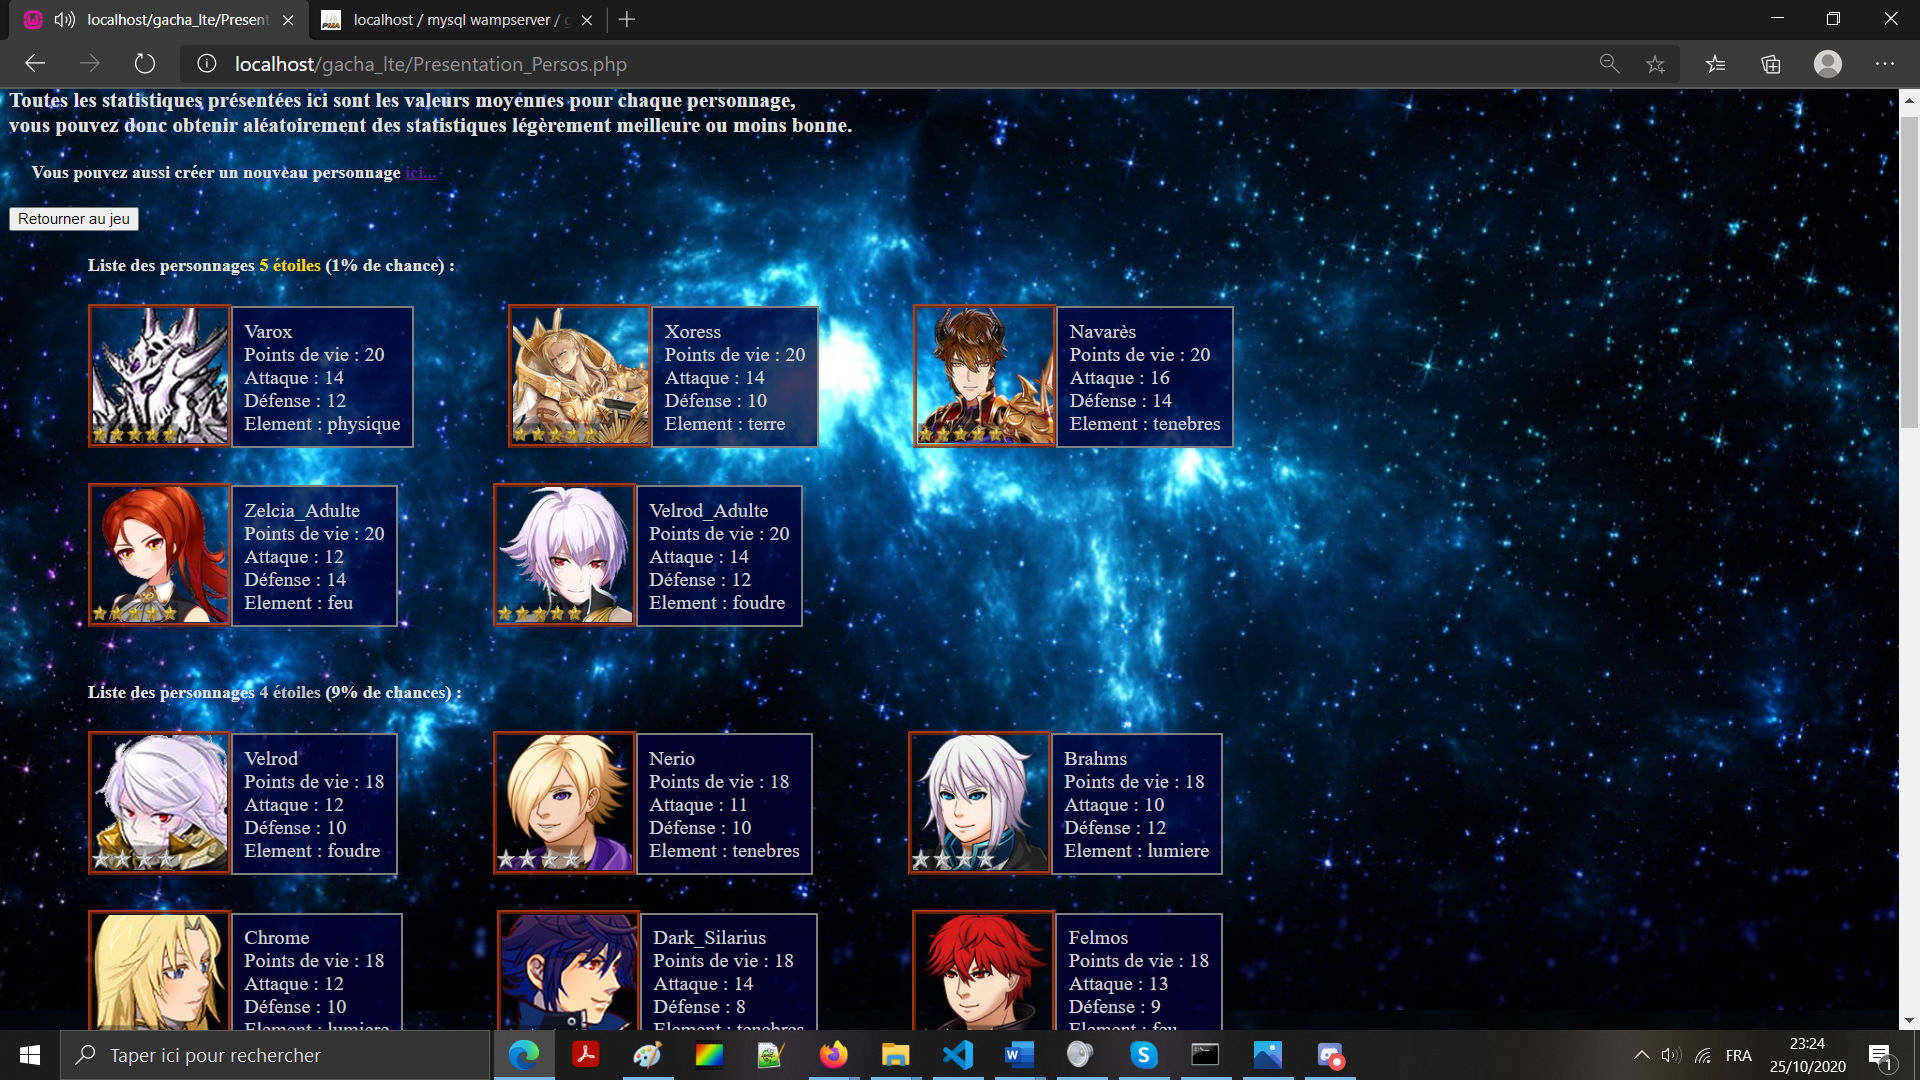 localhost/gacha_lte/Present
localhost / mysql wampserver /
localhost/gacha_lte/Presentation_Persos.php
Toutes les statistiques présentées ici sont les valeurs moyennes pour chaque personnage,
vous pouvez donc obtenir aléatoirement des statistiques légèrement meilleure ou moins bonne.
Vous pouvez aussi créer un nouveau personnage ici...
Retourner au jeu
Liste des personnages 5 étoiles (1% de chance) :
Varox
Points de vie : 20
Attaque : 14
Défense : 12
Element : physique
Xoress
Points de vie : 20
Attaque : 14
Défense : 10
Element : terre
Navarès
Points de vie : 20
Attaque : 16
Défense : 14
Element : tenebres
Zelcia_Adulte
Points de vie : 20
Attaque : 12
Défense : 14
Element : feu
Velrod_Adulte
Points de vie : 20
Attaque : 14
Défense : 12
Element : foudre
Liste des personnages 4 étoiles (9% de chances) :
Velrod
Points de vie : 18
Attaque : 12
Défense : 10
Element : foudre
Nerio
Points de vie : 18
Attaque : 11
Défense : 10
Element : tenebres
Brahms
Points de vie : 18
Attaque : 10
Défense : 12
Element : lumiere
Chrome
Points de vie : 18
Attaque : 12
Défense : 10
Element : lumiere
Dark_Silarius
Points de vie : 18
Attaque : 14
Défense : 8
Element : tenebres
Felmos
Points de vie : 18
Attaque : 13
Défense : 9
Element : feu
Taper ici pour rechercher
FRA
23:24
25/10/2020
1